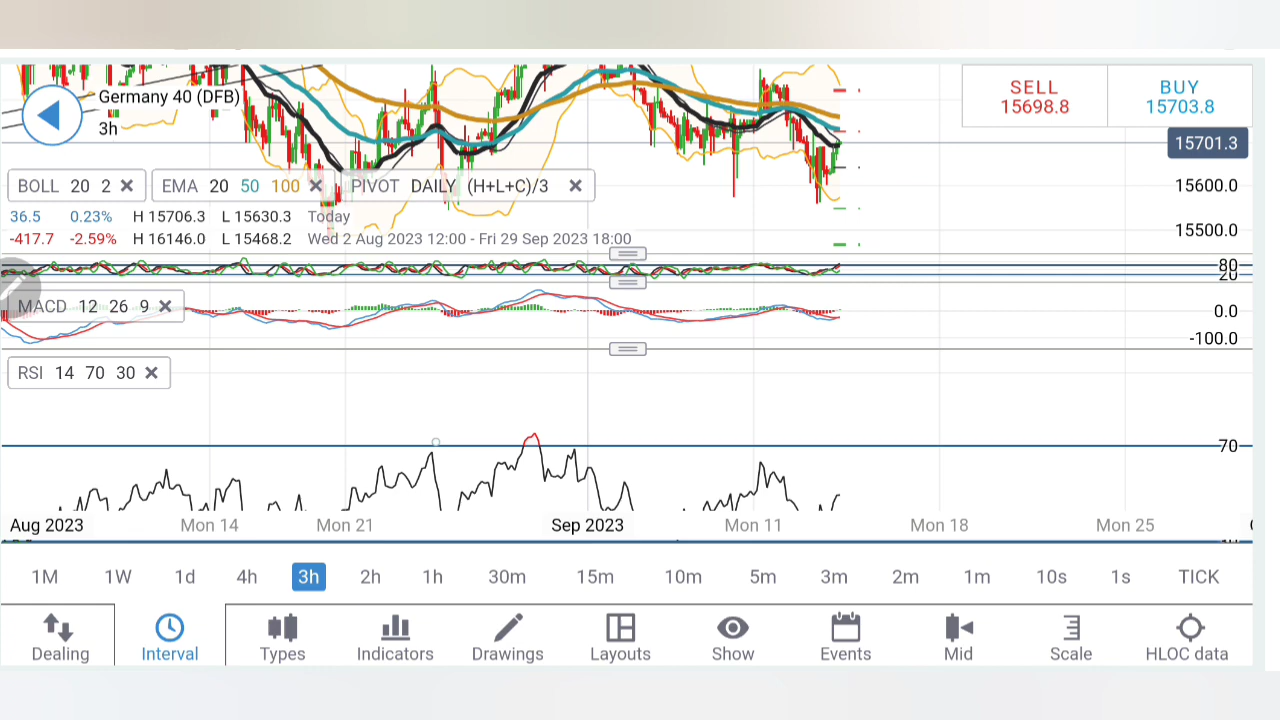 Germany 40 (DFB)
3h
SELL
15698.8
BUY
15703.8
15701.3
15600.0
15500.0
BOLL 20 2
EMA 20 50 100
PIVOT DAILY (H+L+C)/3
36.5 0.23% H 15706.3 L 15630.3 Today
-417.7 -2.59% H 16146.0 L 15468.2 Wed 2 Aug 2023 12:00 - Fri 29 Sep 2023 18:00
80
20
MACD 12 26 9
0.0
-100.0
RSI 14 70 30
70
Aug 2023 Mon 14 Mon 21 Sep 2023 Mon 11 Mon 18 Mon 25
1M 1W 1d 4h 3h 2h 1h 30m 15m 10m 5m 3m 2m 1m 10s 1s TICK
Dealing Interval Types Indicators Drawings Layouts Show Events Mid Scale HLOC data